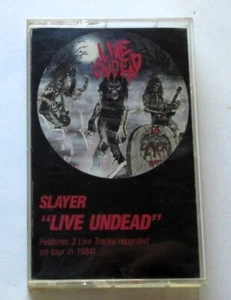 LIVE
UNDEAD
SLAYER
"LIVE UNDEAD"
Features 3 Live Tracks recorded
on tour in 1984!